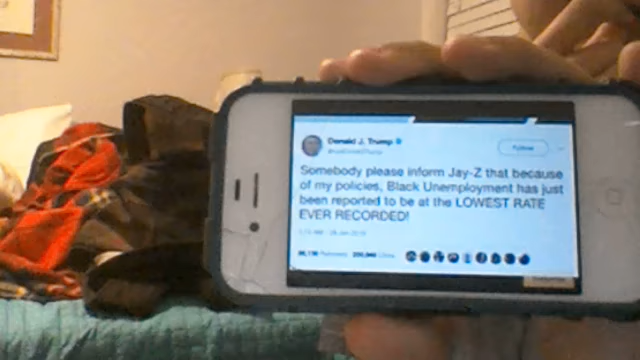 Donald J. Trump
Follow
Somebody please inform Jay-Z that because
of my policies, Black Unemployment has just
been reported to be at the LOWEST RATE
EVER RECORDED!